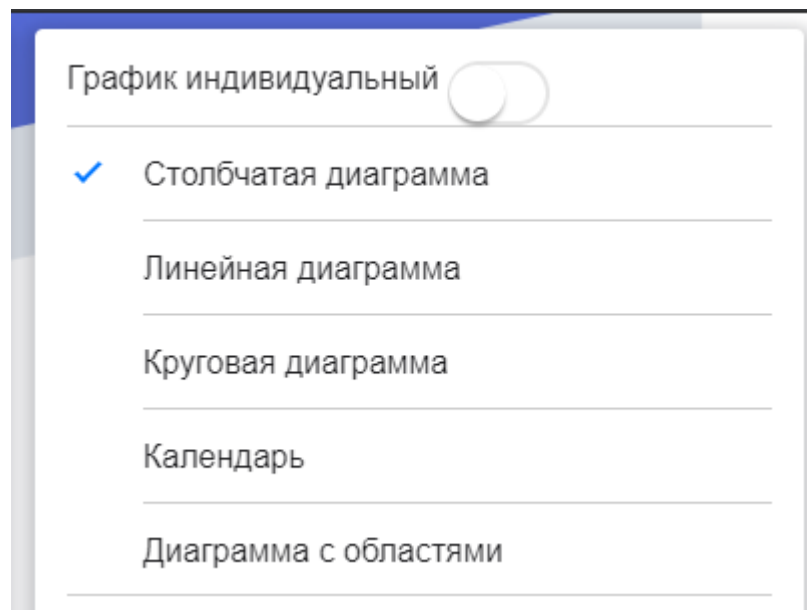 График индивидуальный
Столбчатая диаграмма
Линейная диаграмма
Круговая диаграмма
Календарь
Диаграмма с областями